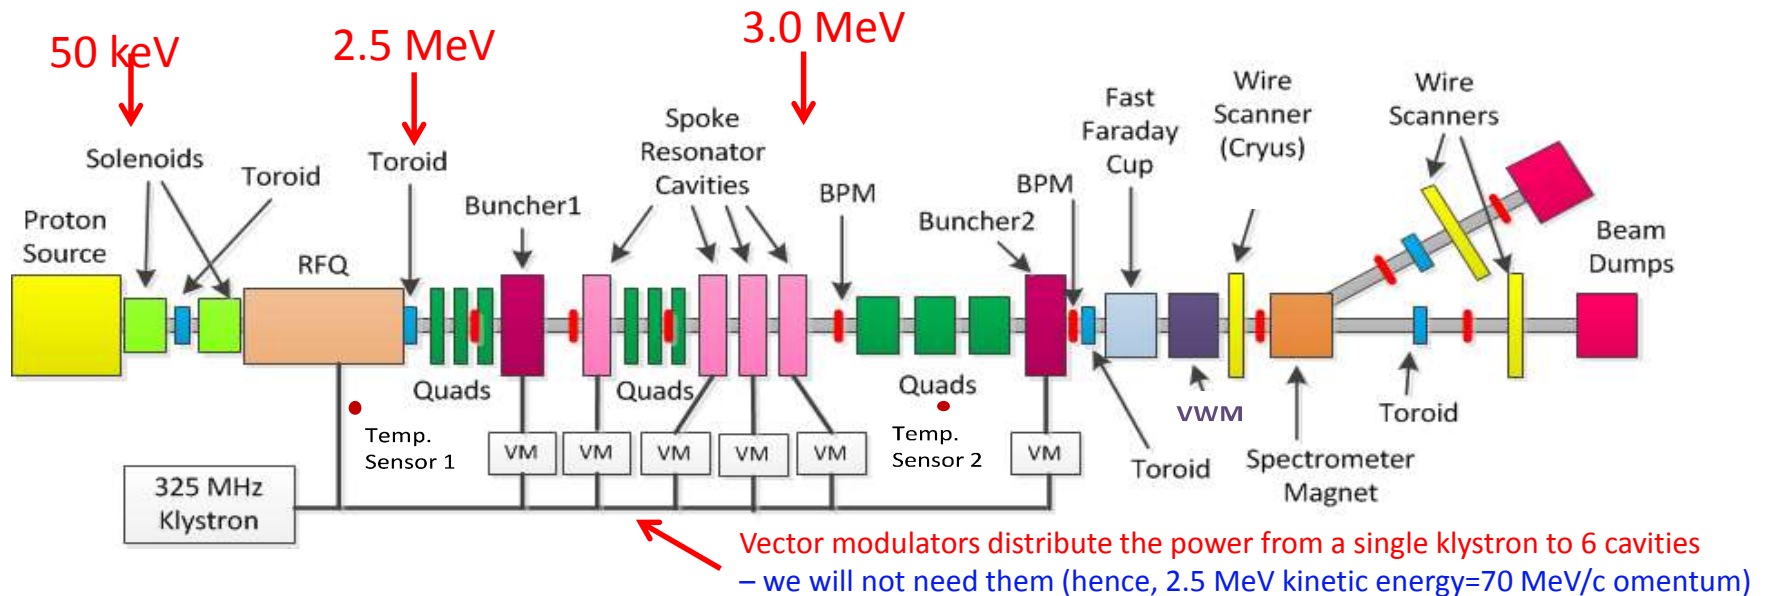 50 keV
2.5 MeV
3.0 MeV
Solenoids
Toroid
Toroid
Proton
Source
RFQ
Buncher1
Spoke
Resonator
Cavities
BPM
Buncher2
BPM
Fast
Faraday
Cup
Wire
Scanner
(Cryus)
Wire
Scanners
Beam
Dumps
Quads
Quads
Quads
VWM
Toroid
Spectrometer
Magnet
Toroid
Temp.
Sensor 1
Temp.
Sensor 2
VM
VM
VM
VM
VM
VM
325 MHz
Klystron
Vector modulators distribute the power from a single klystron to 6 cavities
– we will not need them (hence, 2.5 MeV kinetic energy=70 MeV/c omentum)